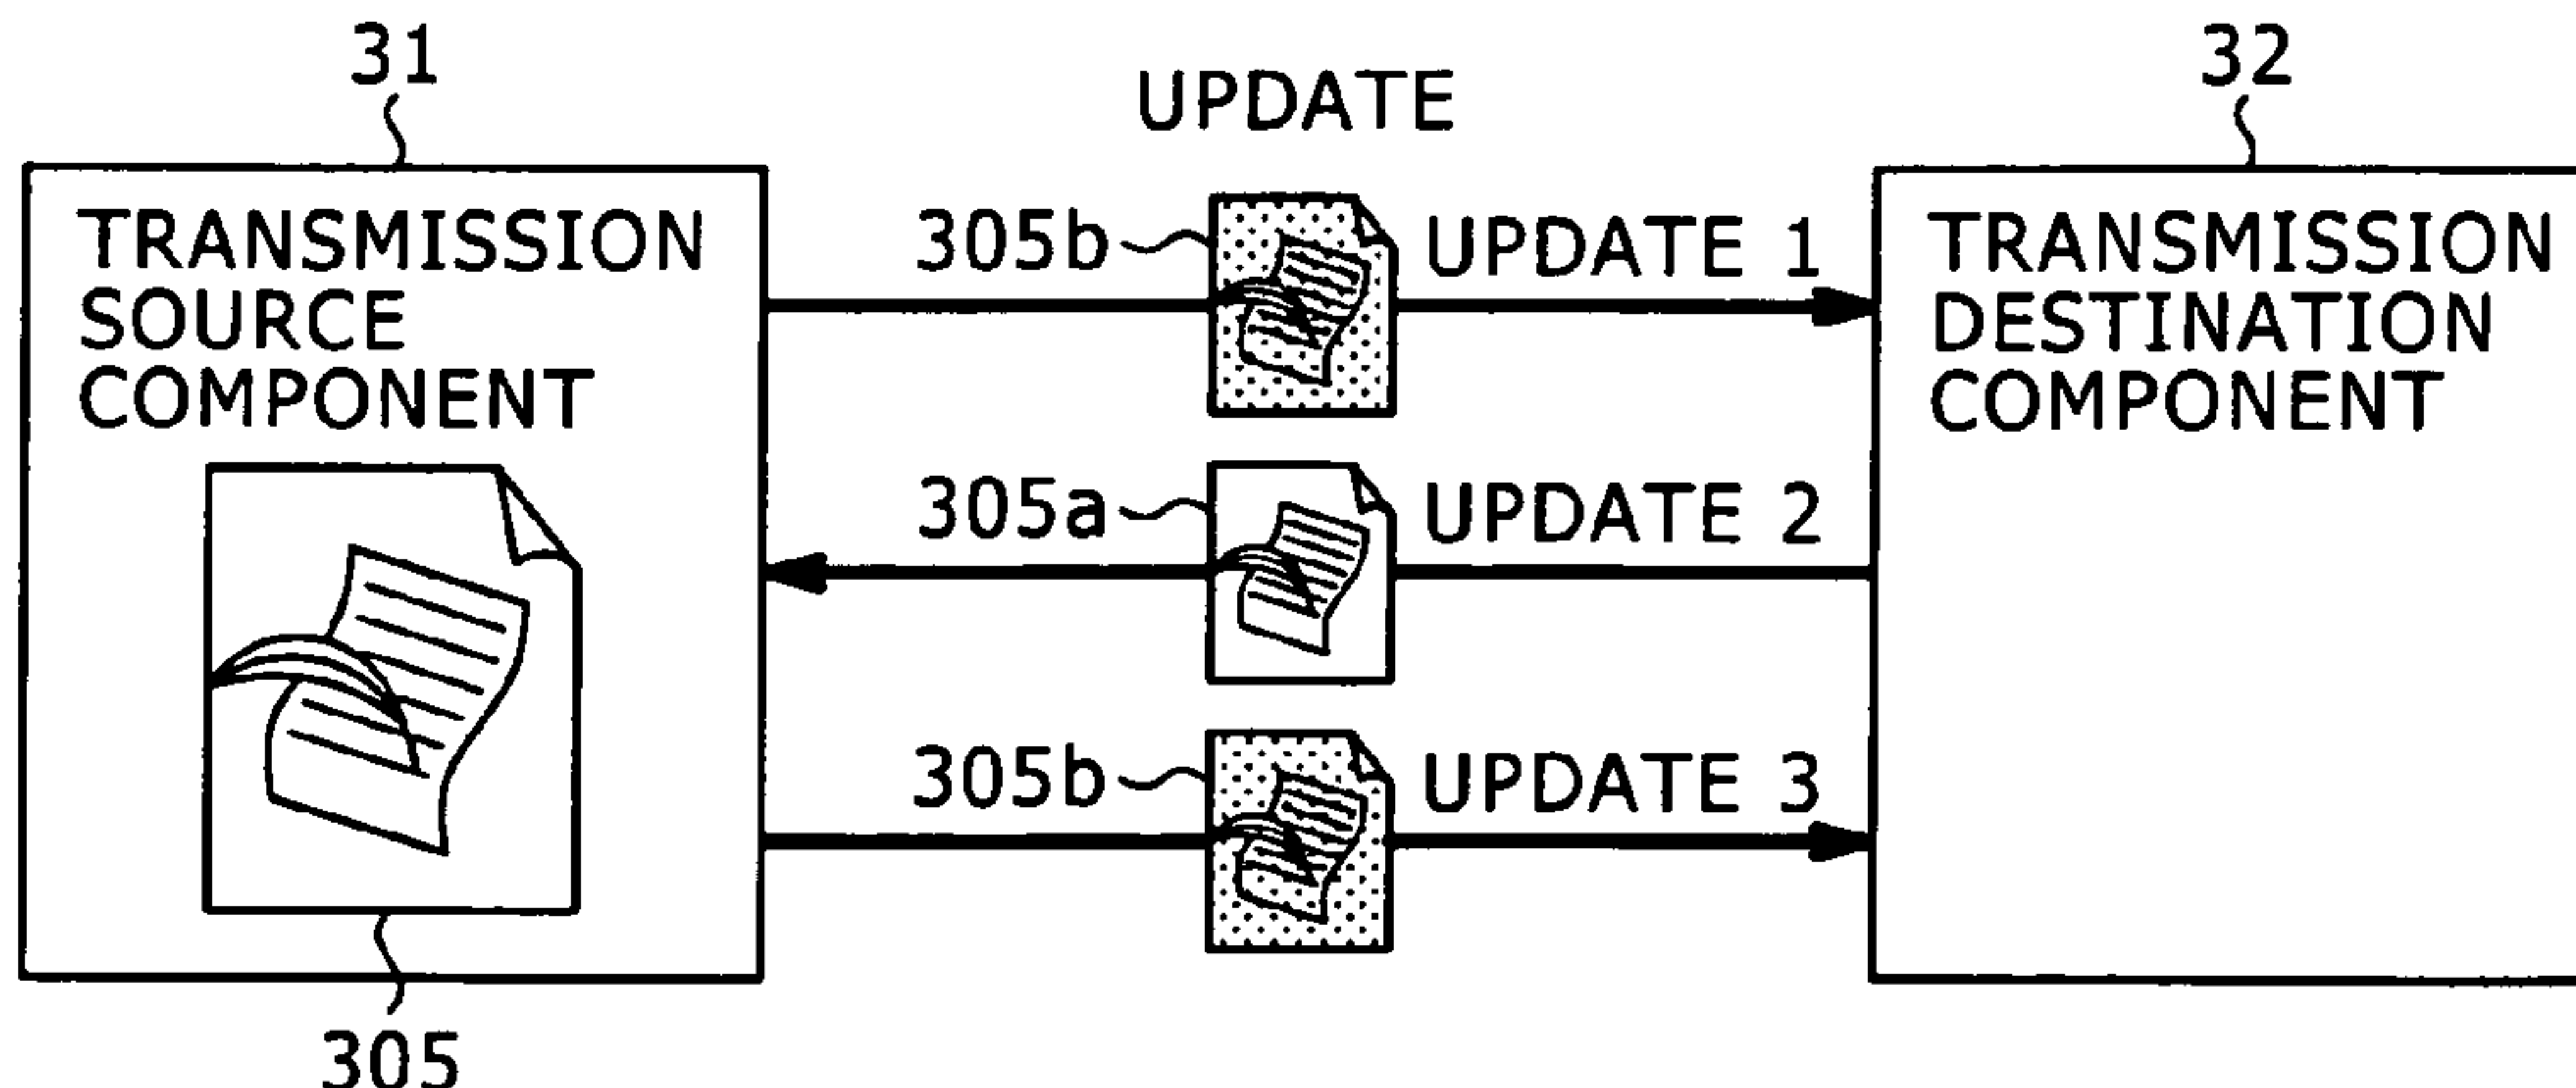 31
32
UPDATE
TRANSMISSION
SOURCE
COMPONENT
305b
UPDATE 1
TRANSMISSION
DESTINATION
COMPONENT
305a
UPDATE 2
305b
UPDATE 3
305